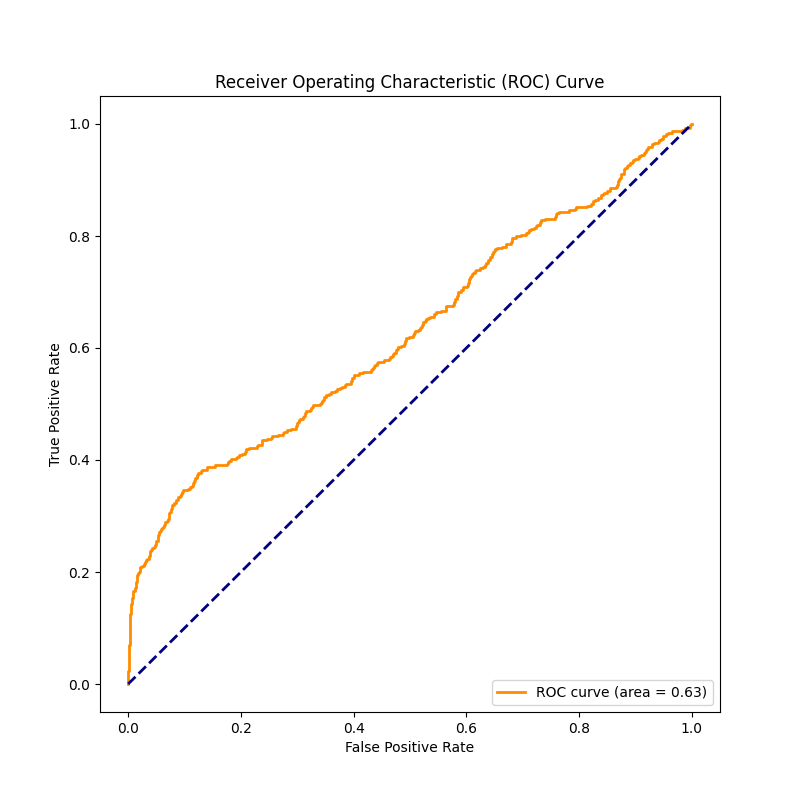 Receiver Operating Characteristic (ROC) Curve
True Positive Rate
1.0
0.8
0.6
0.4
0.2
0.0
ROC curve (area = 0.63)
0.0 0.2 0.4 0.6 0.8 1.0
False Positive Rate